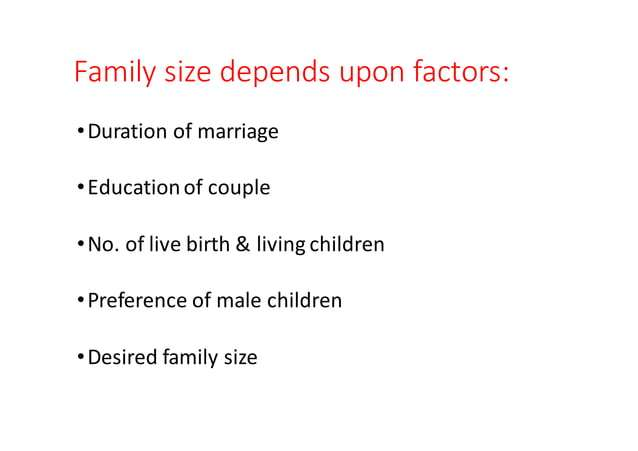 Family size depends upon factors:
•Duration of marriage
•Education of couple
•No. of live birth & living children
•Preference of male children
•Desired family size